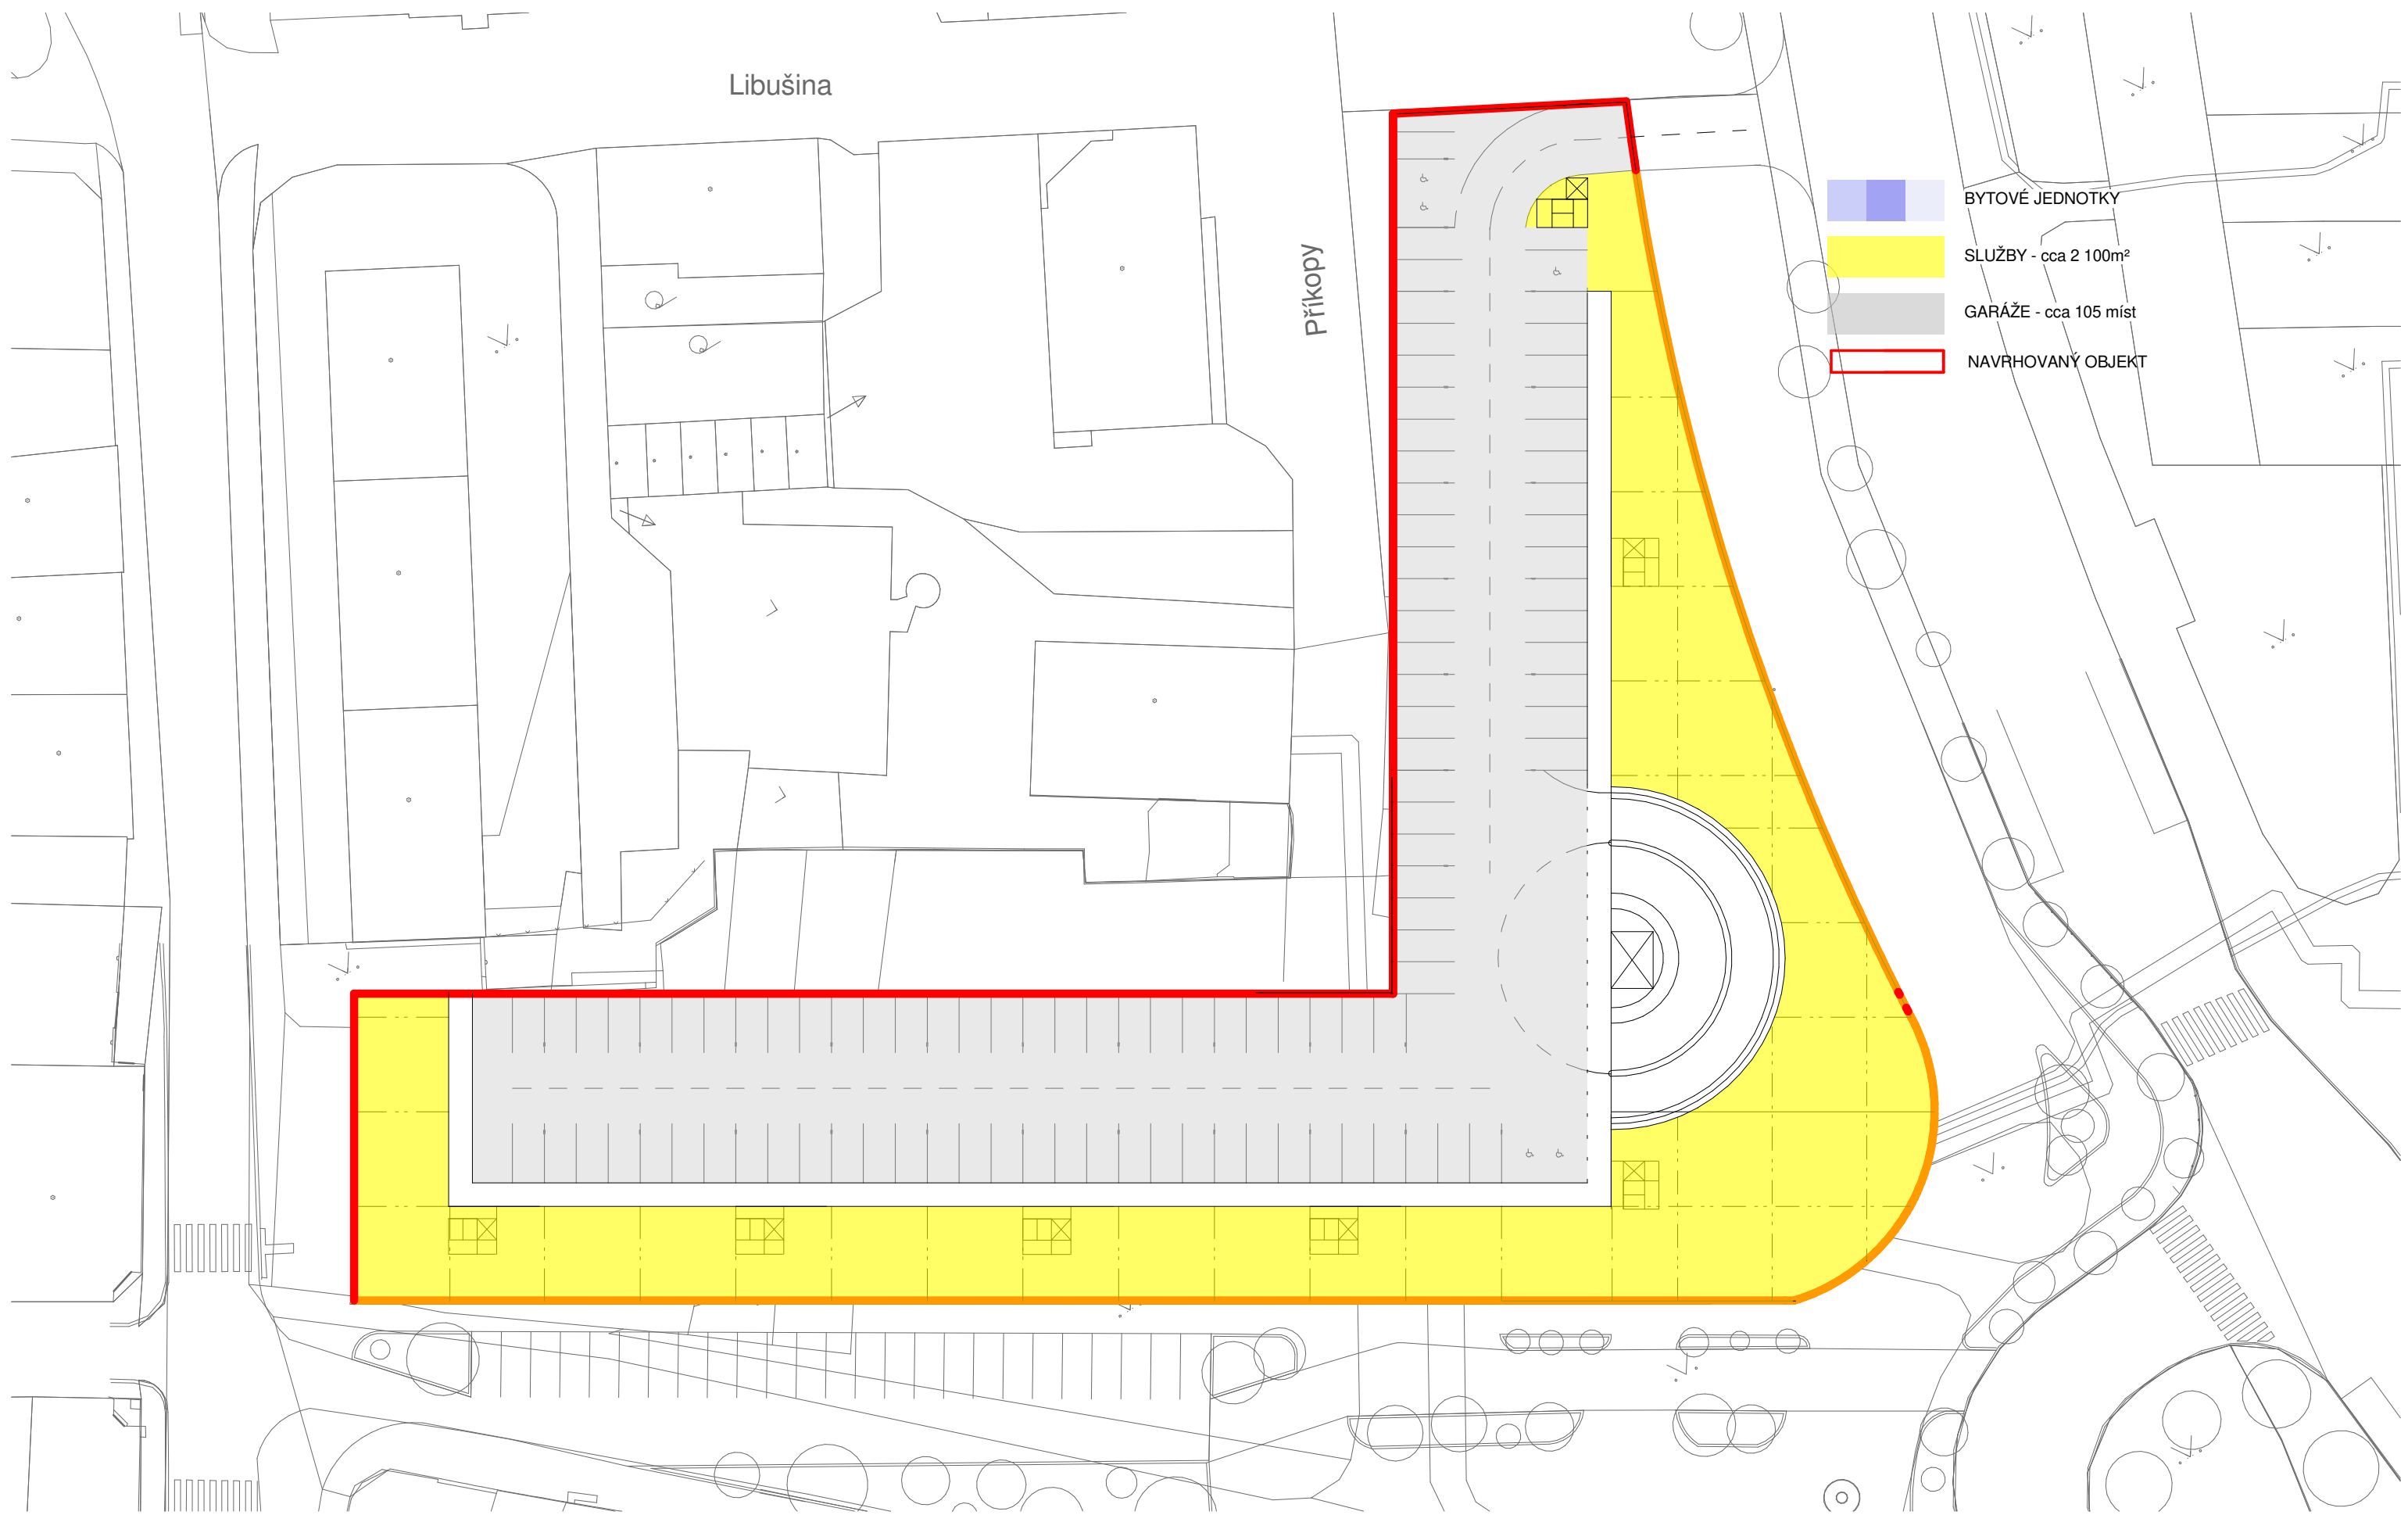 Libušina
Příkopy
BYTOVÉ JEDNOTKY
SLUŽBY - cca 2 100m²
GARÁŽE - cca 105 míst
NAVRHOVANÝ OBJEKT